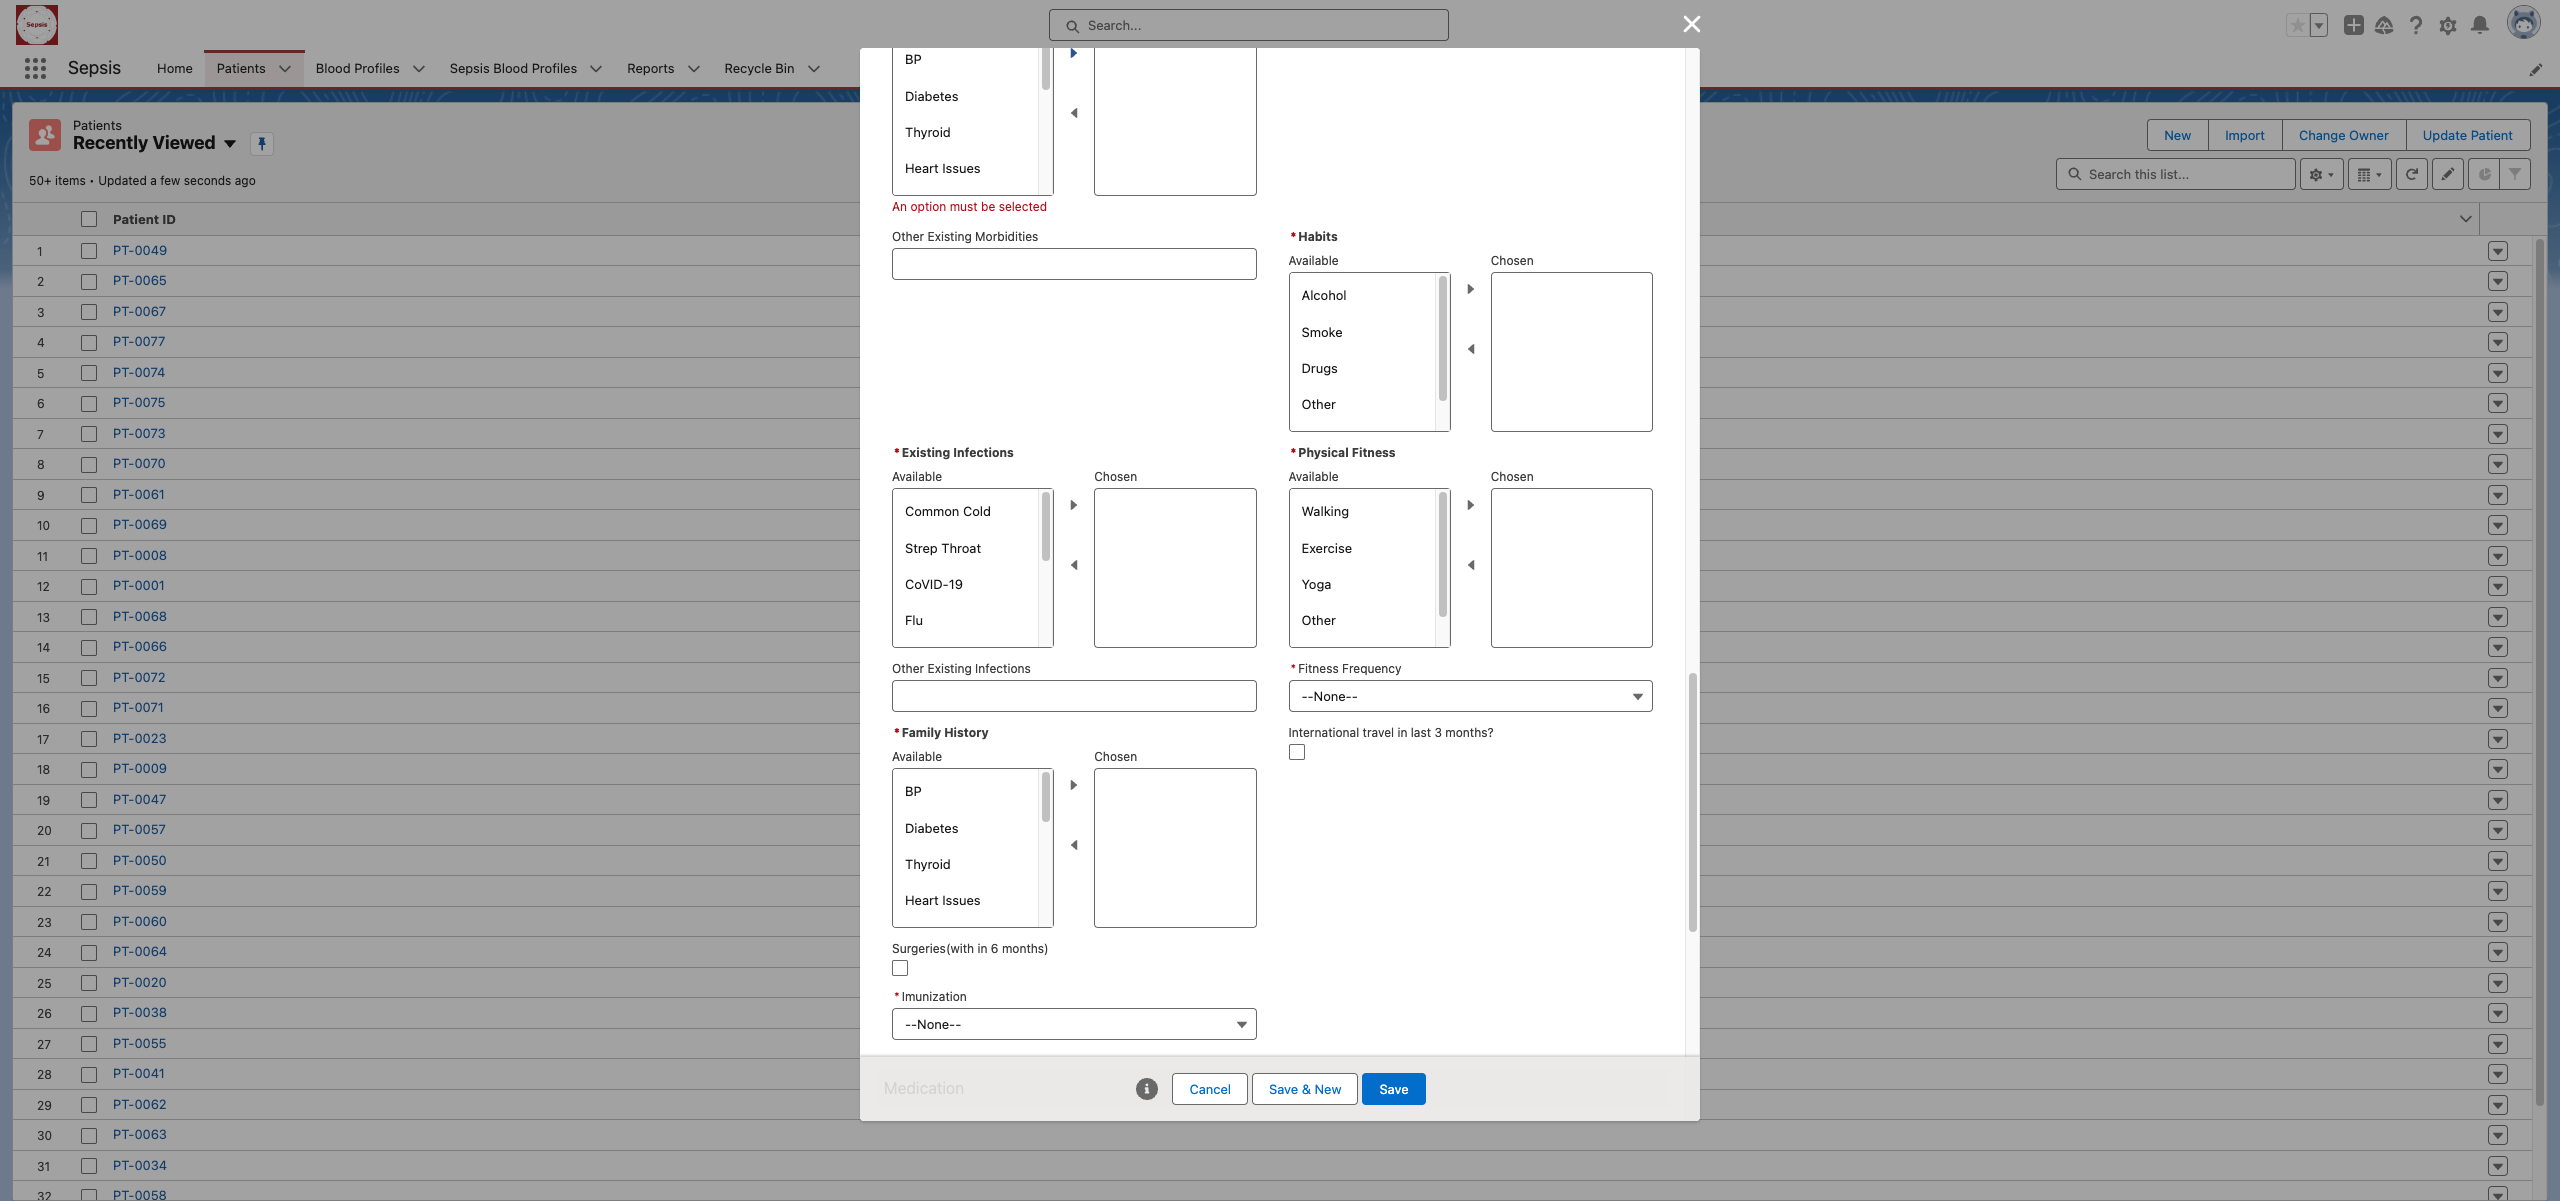 Sepsis
Search...
Sepsis
Home
Patients
Blood Profiles
Sepsis Blood Profiles
Reports
Recycle Bin
Patients
Recently Viewed
50+ items • Updated a few seconds ago
New
Import
Change Owner
Update Patient
Search this list...
Patient ID
1 PT-0049
2 PT-0065
3 PT-0067
4 PT-0077
5 PT-0074
6 PT-0075
7 PT-0073
8 PT-0070
9 PT-0061
10 PT-0069
11 PT-0008
12 PT-0001
13 PT-0068
14 PT-0066
15 PT-0072
16 PT-0071
17 PT-0023
18 PT-0009
19 PT-0047
20 PT-0057
21 PT-0050
22 PT-0059
23 PT-0060
24 PT-0064
25 PT-0020
26 PT-0038
27 PT-0055
28 PT-0041
29 PT-0062
30 PT-0063
31 PT-0034
32 PT-0058
BP
Diabetes
Thyroid
Heart Issues
An option must be selected
Other Existing Morbidities
*Habits
Available
Chosen
Alcohol
Smoke
Drugs
Other
*Existing Infections
Available
Chosen
Common Cold
Strep Throat
CoVID-19
Flu
*Physical Fitness
Available
Chosen
Walking
Exercise
Yoga
Other
Other Existing Infections
*Fitness Frequency
--None--
*Family History
Available
Chosen
BP
Diabetes
Thyroid
Heart Issues
International travel in last 3 months?
Surgeries(with in 6 months)
*Imunization
--None--
Medication
Cancel
Save & New
Save